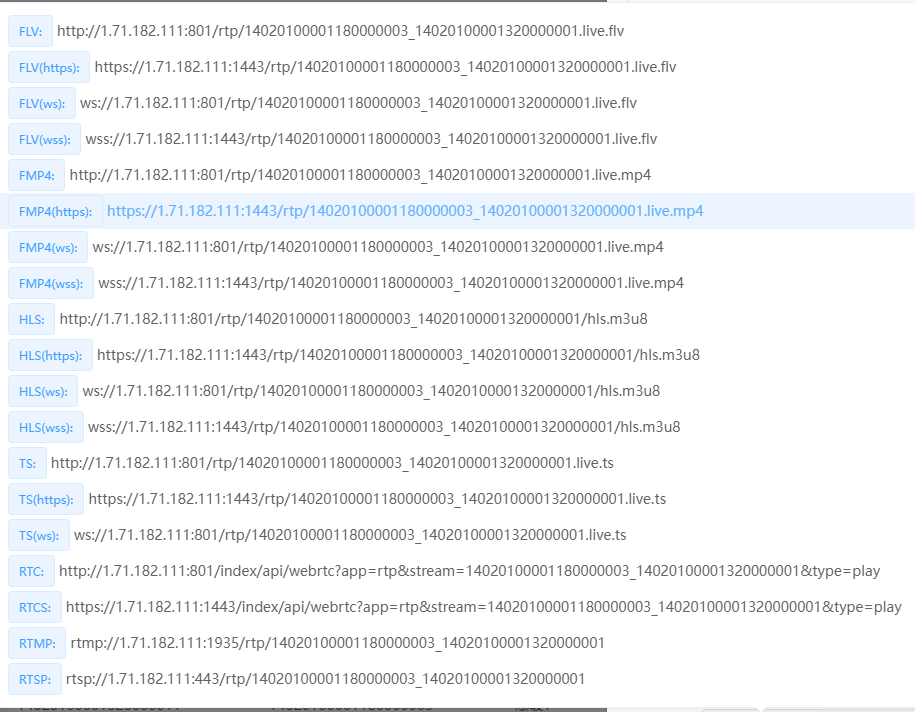 FLV: http://1.71.182.111:801/rtp/14020100001180000003_14020100001320000001.live.flv
FLV(https): https://1.71.182.111:1443/rtp/14020100001180000003_14020100001320000001.live.flv
FLV(ws): ws://1.71.182.111:801/rtp/14020100001180000003_14020100001320000001.live.flv
FLV(wss): wss://1.71.182.111:1443/rtp/14020100001180000003_14020100001320000001.live.flv
FMP4: http://1.71.182.111:801/rtp/14020100001180000003_14020100001320000001.live.mp4
FMP4(https): https://1.71.182.111:1443/rtp/14020100001180000003_14020100001320000001.live.mp4
FMP4(ws): ws://1.71.182.111:801/rtp/14020100001180000003_14020100001320000001.live.mp4
FMP4(wss): wss://1.71.182.111:1443/rtp/14020100001180000003_14020100001320000001.live.mp4
HLS: http://1.71.182.111:801/rtp/14020100001180000003_14020100001320000001/hls.m3u8
HLS(https): https://1.71.182.111:1443/rtp/14020100001180000003_14020100001320000001/hls.m3u8
HLS(ws): ws://1.71.182.111:801/rtp/14020100001180000003_14020100001320000001/hls.m3u8
HLS(wss): wss://1.71.182.111:1443/rtp/14020100001180000003_14020100001320000001/hls.m3u8
TS: http://1.71.182.111:801/rtp/14020100001180000003_14020100001320000001.live.ts
TS(https): https://1.71.182.111:1443/rtp/14020100001180000003_14020100001320000001.live.ts
TS(ws): ws://1.71.182.111:801/rtp/14020100001180000003_14020100001320000001.live.ts
RTC: http://1.71.182.111:801/index/api/webrtc?app=rtp&stream=14020100001180000003_14020100001320000001&type=play
RTCS: https://1.71.182.111:1443/index/api/webrtc?app=rtp&stream=14020100001180000003_14020100001320000001&type=play
RTMP: rtmp://1.71.182.111:1935/rtp/14020100001180000003_14020100001320000001
RTSP: rtsp://1.71.182.111:443/rtp/14020100001180000003_14020100001320000001